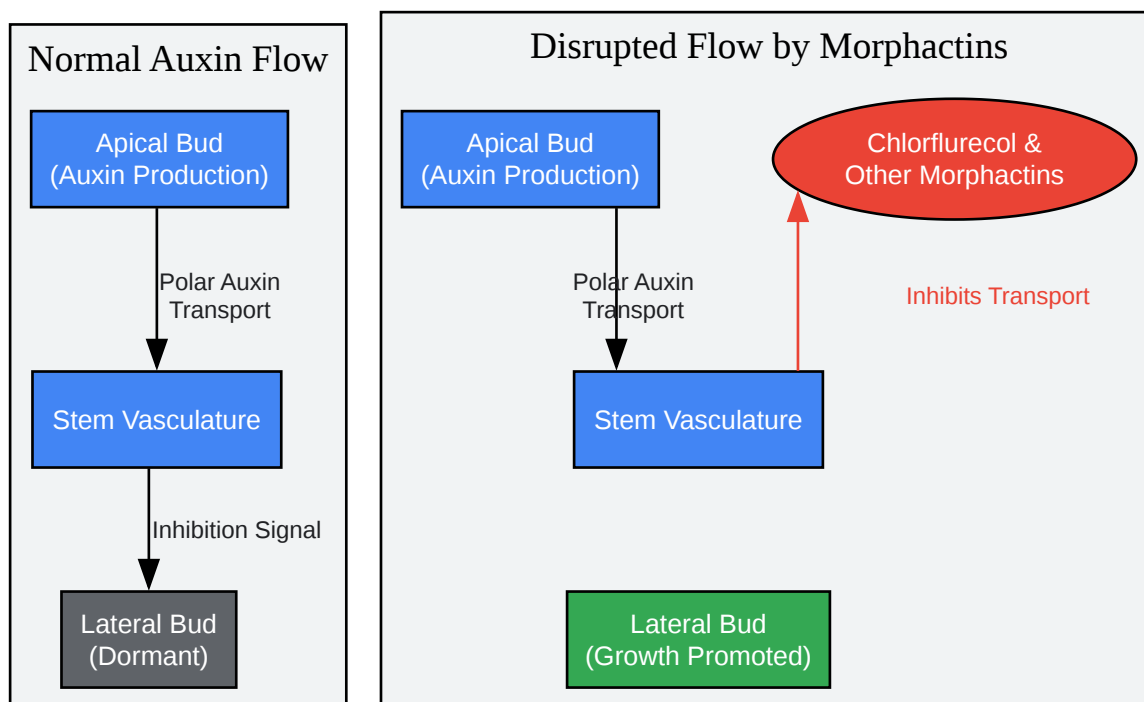 Normal Auxin Flow
Apical Bud
(Auxin Production)
Polar Auxin
Transport
Stem Vasculature
Inhibition Signal
Lateral Bud
(Dormant)
Disrupted Flow by Morphactins
Apical Bud
(Auxin Production)
Chlorflurecol &
Other Morphactins
Polar Auxin
Transport
Inhibits Transport
Stem Vasculature
Lateral Bud
(Growth Promoted)